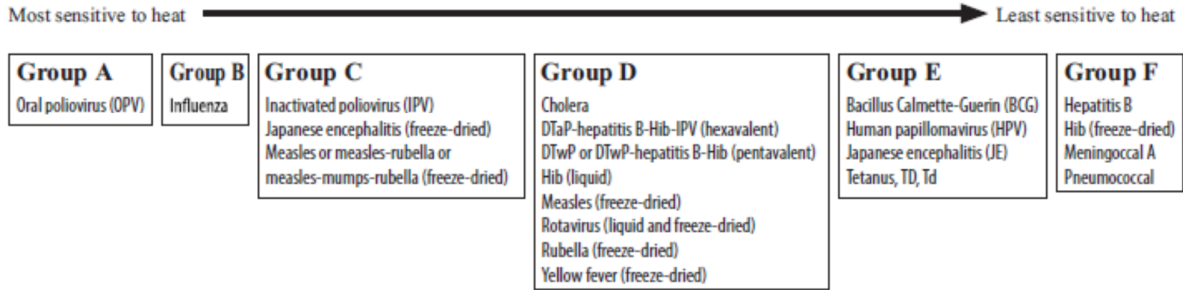 Most sensitive to heat
Least sensitive to heat
Group A
Oral poliovirus (OPV)
Group B
Influenza
Group C
Inactivated poliovirus (IPV)
Japanese encephalitis (freeze-dried)
Measles or measles-rubella or
measles-mumps-rubella (freeze-dried)
Group D
Cholera
DTaP-hepatitis B-Hib-IPV (hexavalent)
DTwP or DTwP-hepatitis B-Hib (pentavalent)
Hib (liquid)
Measles (freeze-dried)
Rotavirus (liquid and freeze-dried)
Rubella (freeze-dried)
Yellow fever (freeze-dried)
Group E
Bacillus Calmette-Guerin (BCG)
Human papillomavirus (HPV)
Japanese encephalitis (JE)
Tetanus, TD, Td
Group F
Hepatitis B
Hib (freeze-dried)
Meningoccal A
Pneumococcal